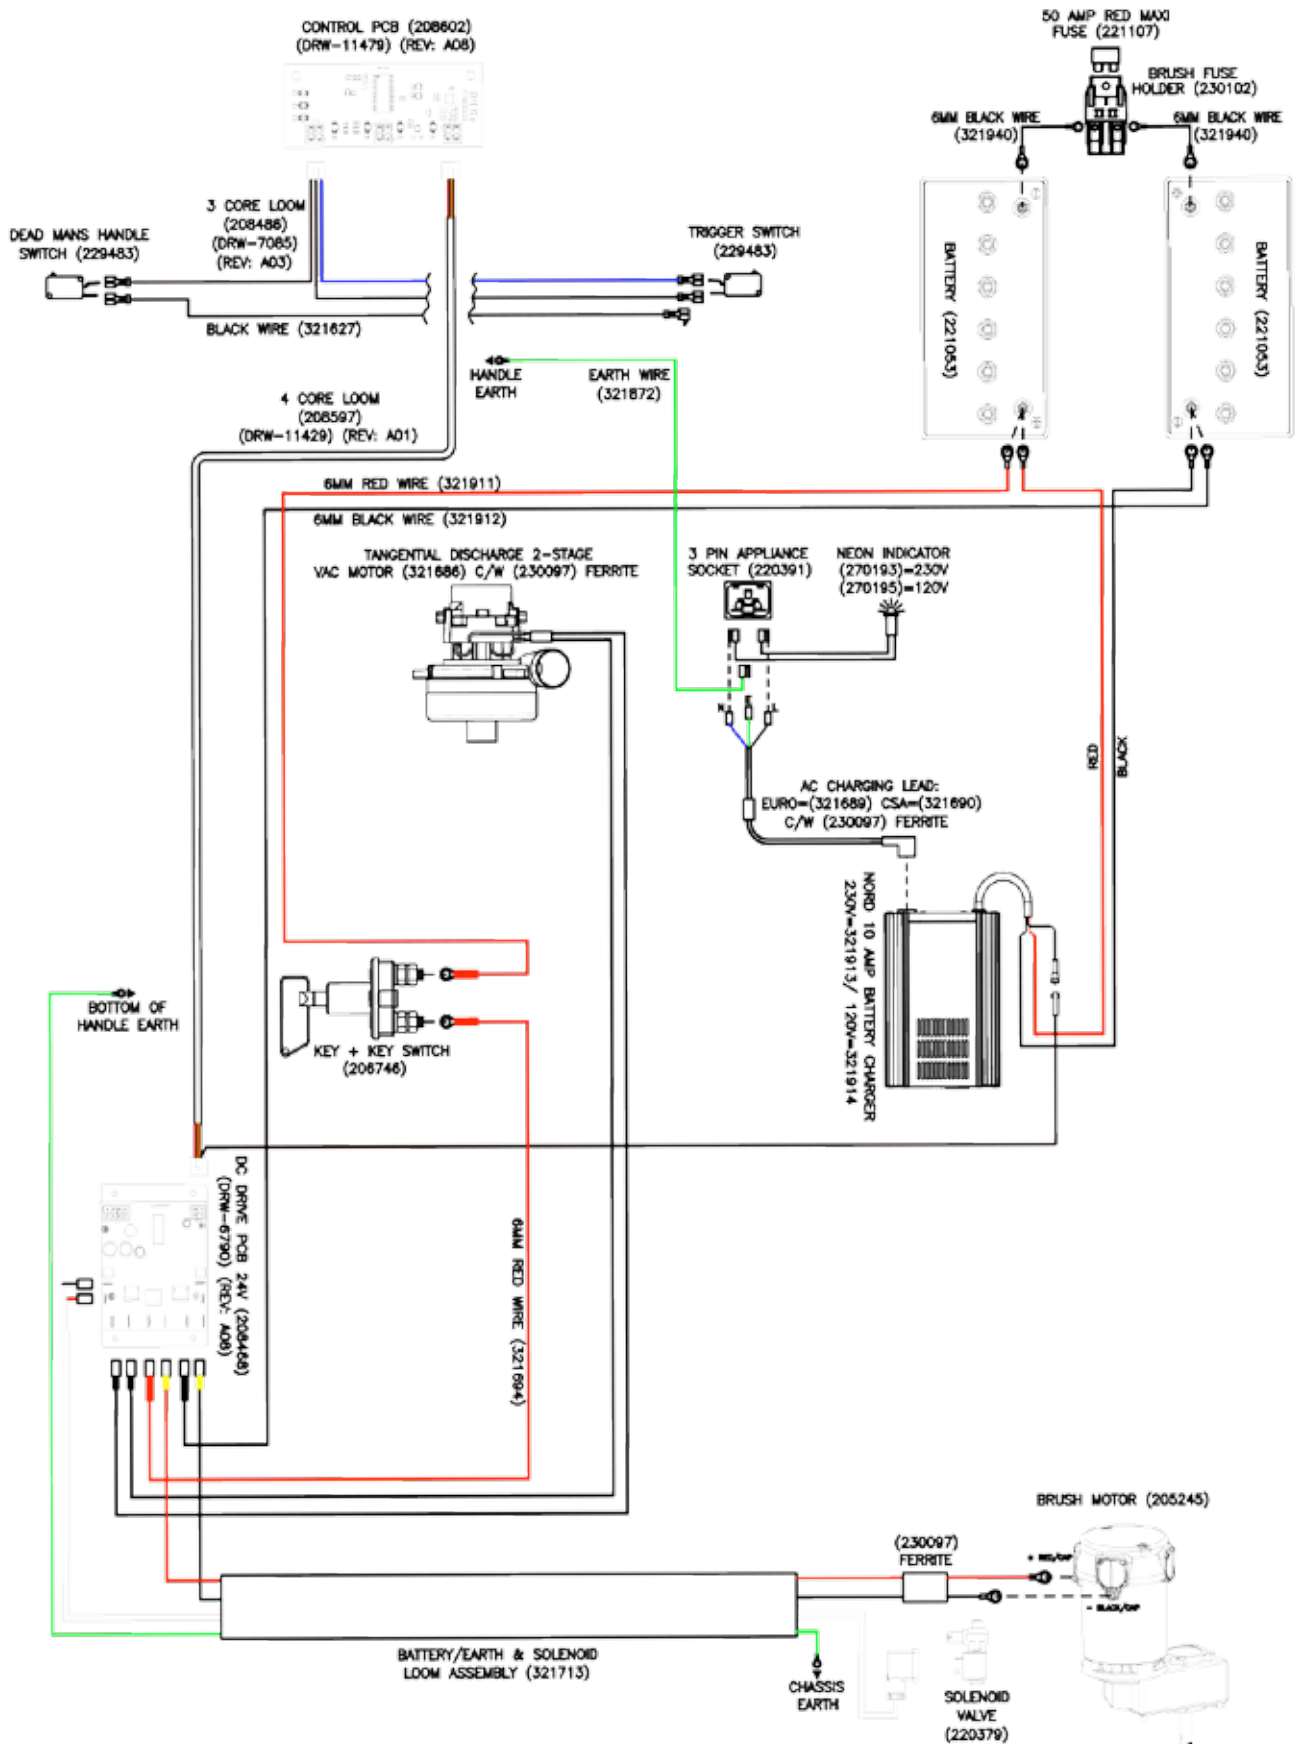 CONTROL PCB (208602)
(DRW-11479) (REV: A08)
50 AMP RED MAXI
FUSE (221107)
BRUSH FUSE
HOLDER (230102)
6MM BLACK WIRE
(321940)
6MM BLACK WIRE
(321940)
3 CORE LOOM
(208486)
(DRW-7085)
(REV: A03)
DEAD MANS HANDLE
SWITCH (229483)
TRIGGER SWITCH
(229483)
BATTERY (221053)
BATTERY (221053)
BLACK WIRE (321627)
HANDLE
EARTH
EARTH WIRE
(321872)
4 CORE LOOM
(208597)
(DRW-11429) (REV: A01)
6MM RED WIRE (321911)
6MM BLACK WIRE (321912)
TANGENTIAL DISCHARGE 2-STAGE
VAC MOTOR (321686) C/W (230097) FERRITE
3 PIN APPLIANCE
SOCKET (220391)
NEON INDICATOR
(270193)=230V
(270195)=120V
N
E
L
RED
BLACK
AC CHARGING LEAD:
EURO=(321689) CSA=(321690)
C/W (230097) FERRITE
NORD 10 AMP BATTERY CHARGER
230V=321913/ 120V=321914
BOTTOM OF
HANDLE EARTH
KEY + KEY SWITCH
(206746)
DC DRIVE PCB 24V (208468)
(DRW-6790) (REV: A06)
6MM RED WIRE (321694)
BRUSH MOTOR (205245)
(230097)
FERRITE
+ RED/CAP
- BLACK/CAP
BATTERY/EARTH & SOLENOID
LOOM ASSEMBLY (321713)
CHASSIS
EARTH
SOLENOID
VALVE
(220379)